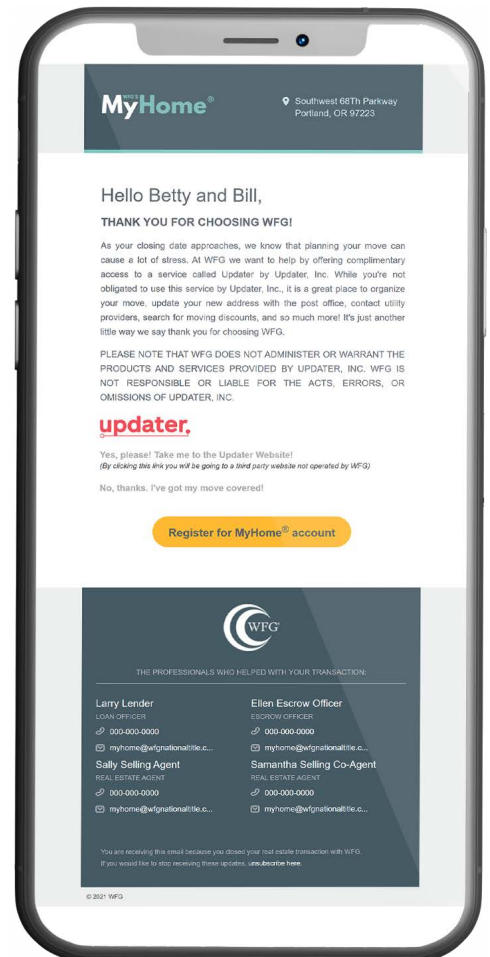 WFG'S
MyHome®
Southwest 68Th Parkway
Portland, OR 97223
Hello Betty and Bill,
THANK YOU FOR CHOOSING WFG!
As your closing date approaches, we know that planning your move can
cause a lot of stress. At WFG we want to help by offering complimentary
access to a service called Updater by Updater, Inc. While you're not
obligated to use this service by Updater, Inc., it is a great place to organize
your move, update your new address with the post office, contact utility
providers, search for moving discounts, and so much more! It's just another
little way we say thank you for choosing WFG.
PLEASE NOTE THAT WFG DOES NOT ADMINISTER OR WARRANT THE
PRODUCTS AND SERVICES PROVIDED BY UPDATER, INC. WFG IS
NOT RESPONSIBLE OR LIABLE FOR THE ACTS, ERRORS, OR
OMISSIONS OF UPDATER, INC.
updater.
Yes, please! Take me to the Updater Website!
(By clicking this link you will be going to a third party website not operated by WFG)
No, thanks. I've got my move covered!
Register for MyHome® account
WFG®
THE PROFESSIONALS WHO HELPED WITH YOUR TRANSACTION:
Larry Lender
LOAN OFFICER
000-000-0000
myhome@wfgnationaltitle.c...
Ellen Escrow Officer
ESCROW OFFICER
000-000-0000
myhome@wfgnationaltitle.c...
Sally Selling Agent
REAL ESTATE AGENT
000-000-0000
myhome@wfgnationaltitle.c...
Samantha Selling Co-Agent
REAL ESTATE AGENT
000-000-0000
myhome@wfgnationaltitle.c...
You are receiving this email because you closed your real estate transaction with WFG.
If you would like to stop receiving these updates, unsubscribe here.
© 2021 WFG